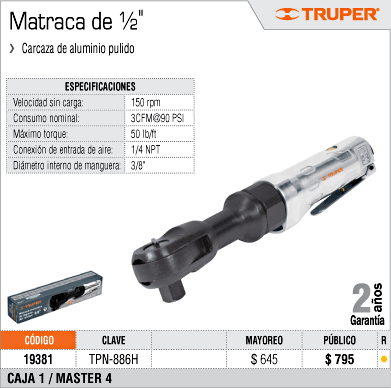 Matraca de ½"
TRUPER®
› Carcaza de aluminio pulido
ESPECIFICACIONES
Velocidad sin carga: 150 rpm
Consumo nominal: 3CFM@90 PSI
Máximo torque: 50 lb/ft
Conexión de entrada de aire: 1/4 NPT
Diámetro interno de manguera: 3/8"
TRUPER
2 años
Garantía
CÓDIGO CLAVE MAYOREO PÚBLICO R
19381 TPN-886H $ 645 $ 795
CAJA 1 / MASTER 4